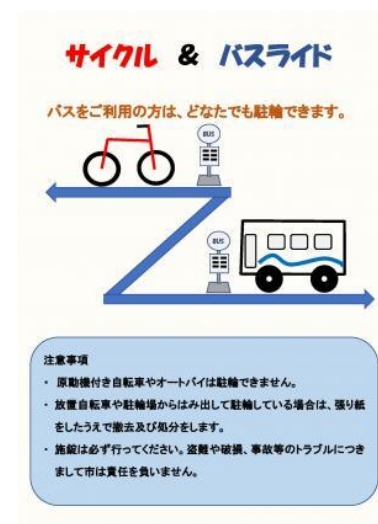 サイクル & バスライド
バスをご利用の方は、どなたでも駐輪できます。
BUS
BUS
注意事項
・ 原動機付き自転車やオートバイは駐輪できません。
・ 放置自転車や駐輪場からはみ出して駐輪している場合は、張り紙
をしたうえで撤去及び処分をします。
・ 施錠は必ず行ってください。盗難や破損、事故等のトラブルにつき
まして市は責任を負いません。